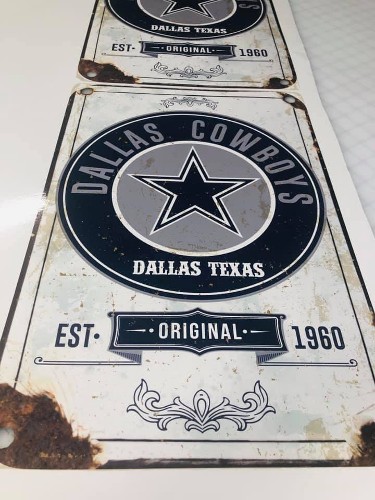 S
DALLAS TEXAS
EST· ORIGINAL 1960
DALLAS COWBOYS
DALLAS TEXAS
EST· ORIGINAL 1960